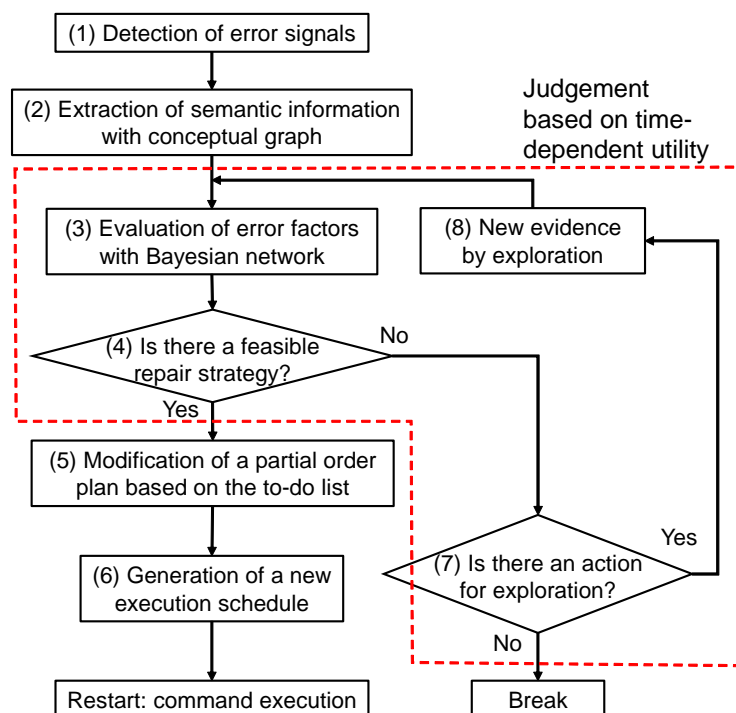 (1) Detection of error signals
(2) Extraction of semantic information
with conceptual graph
Judgement
based on time-
dependent utility
(3) Evaluation of error factors
with Bayesian network
(8) New evidence
by exploration
(4) Is there a feasible
repair strategy?
No
Yes
(5) Modification of a partial order
plan based on the to-do list
(6) Generation of a new
execution schedule
(7) Is there an action
for exploration?
Yes
No
Restart: command execution
Break